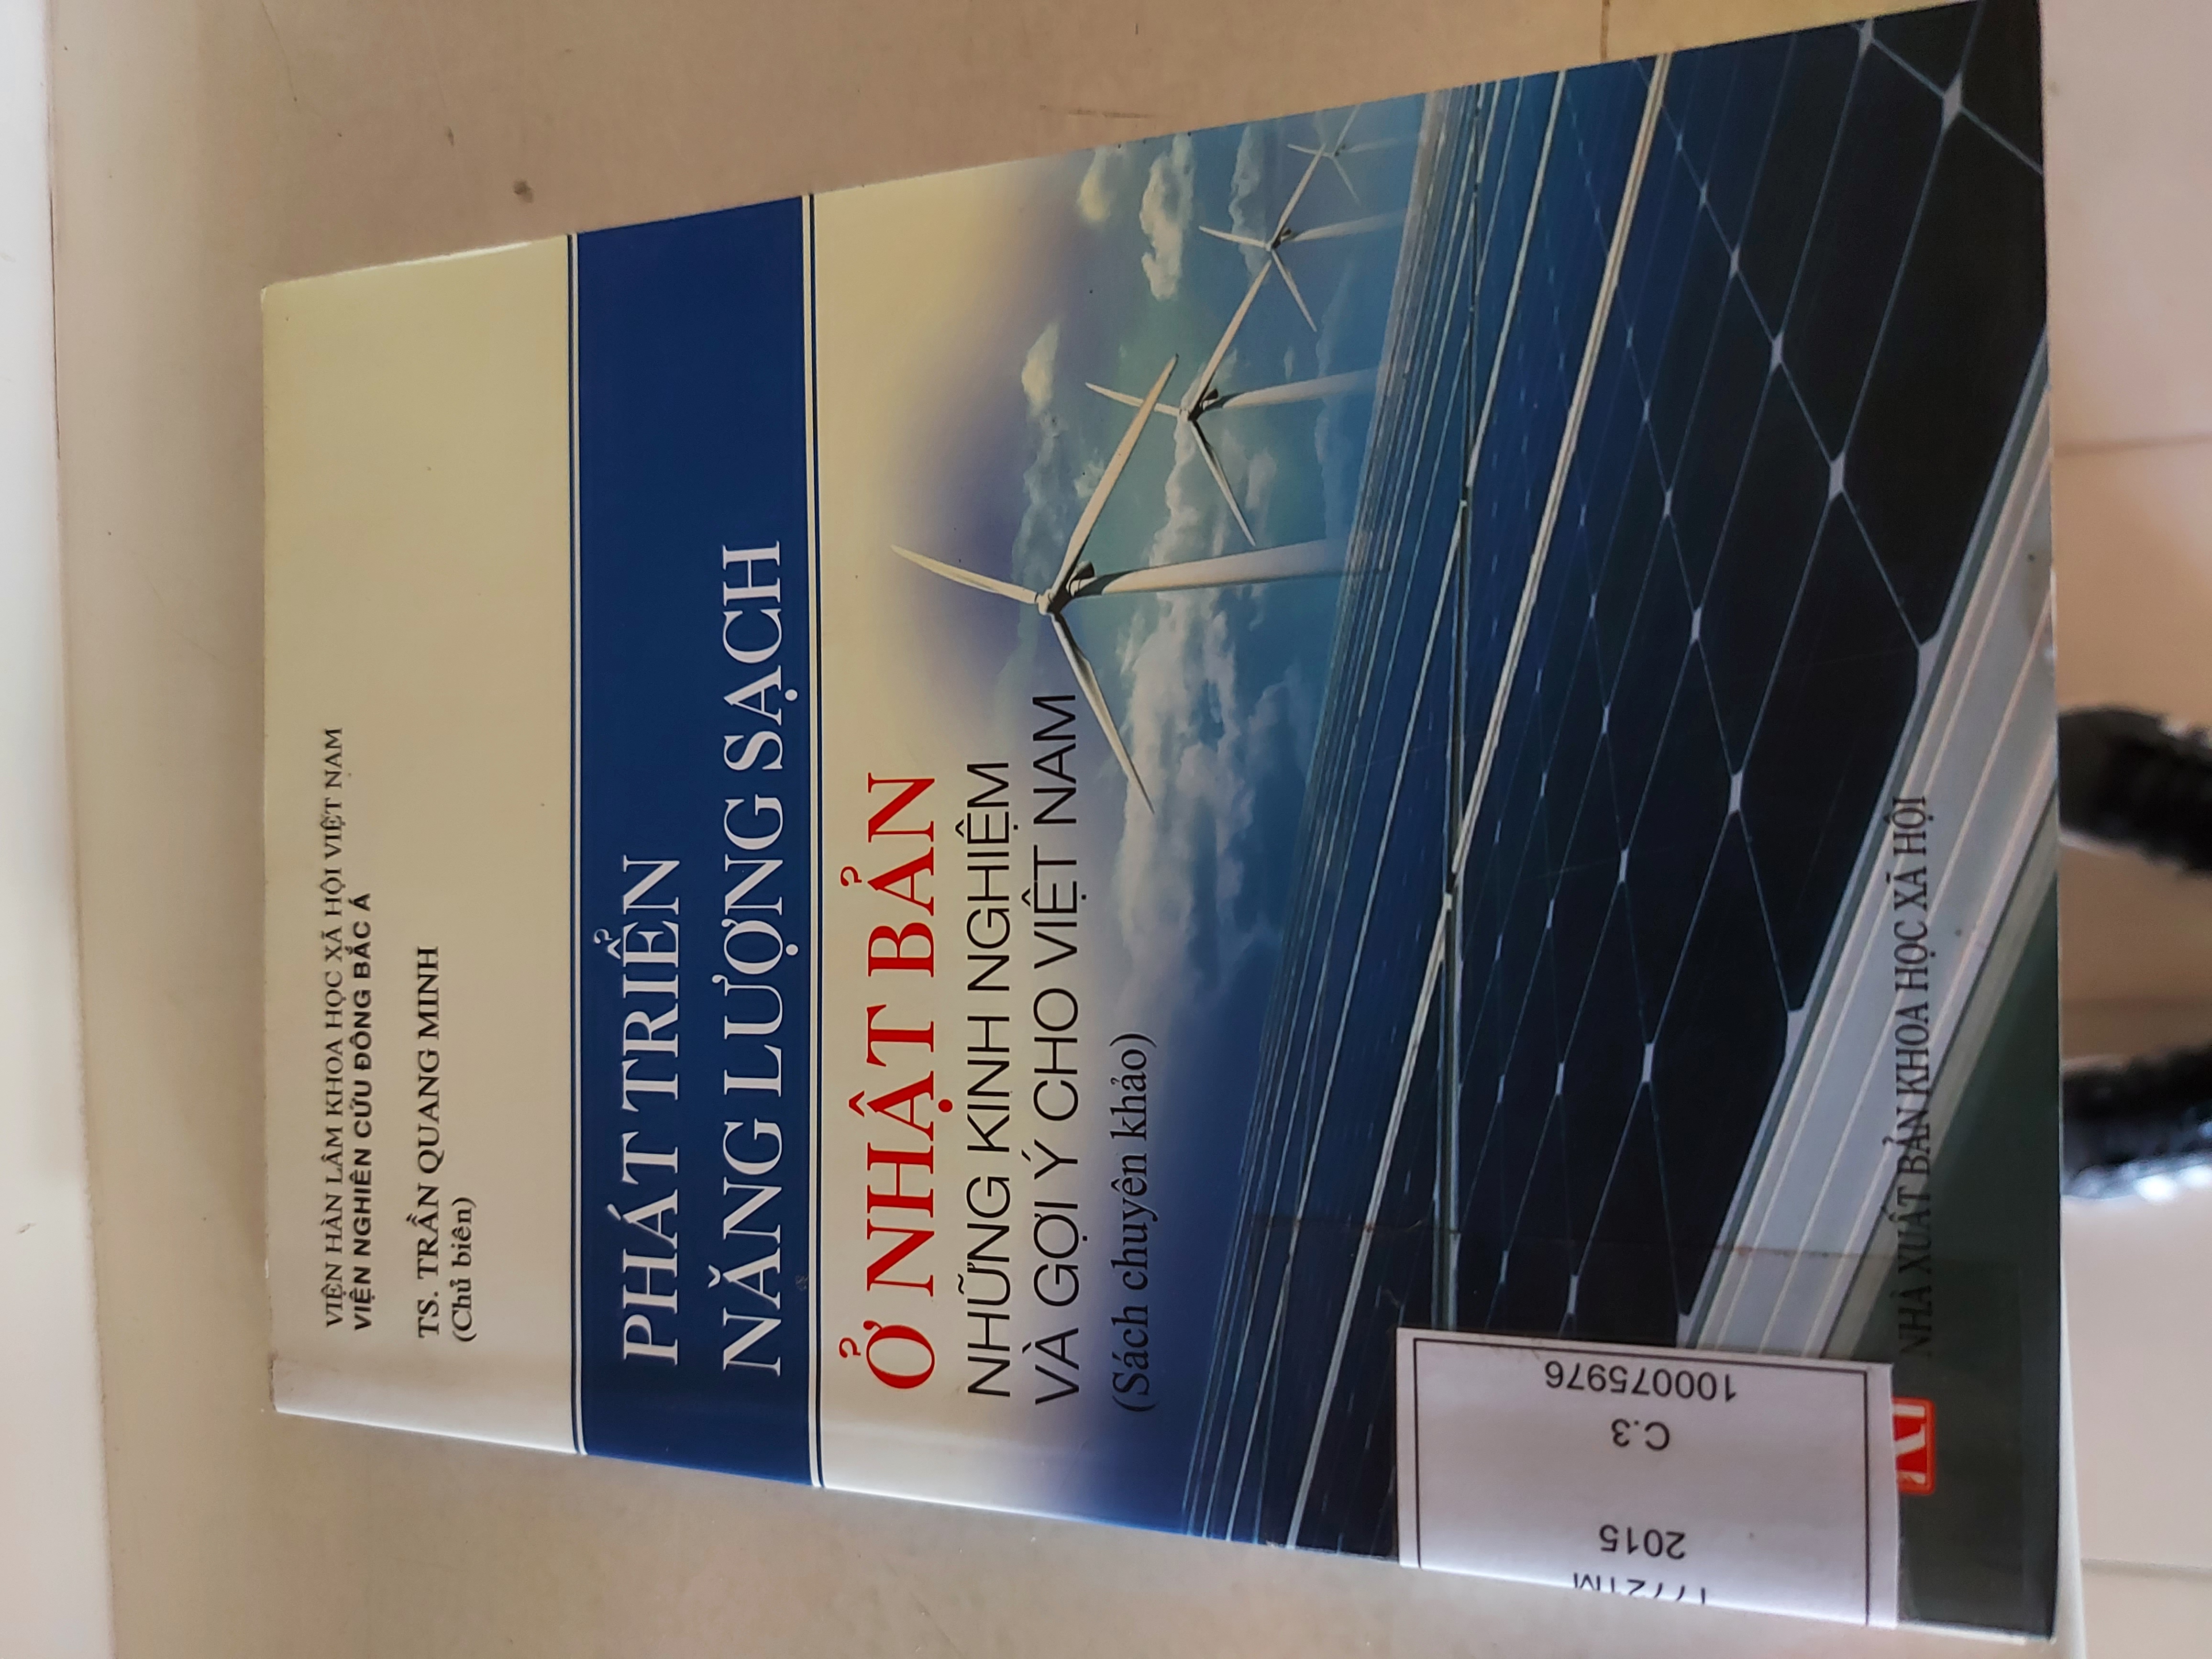 VIỆN HÀN LÂM KHOA HỌC XÃ HỘI VIỆT NAM
VIỆN NGHIÊN CỨU ĐÔNG BẮC Á
TS. TRẦN QUANG MINH
(Chủ biên)
PHÁT TRIỂN
NĂNG LƯỢNG SẠCH
Ở NHẬT BẢN
NHỮNG KINH NGHIỆM
VÀ GỢI Ý CHO VIỆT NAM
(Sách chuyên khảo)
2015
C.3
100075976
NHÀ XUẤT BẢN KHOA HỌC XÃ HỘI